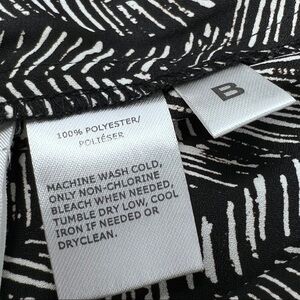 B
100% POLYESTER/
POLIÉSER
MACHINE WASH COLD,
ONLY NON-CHLORINE
BLEACH WHEN NEEDED,
TUMBLE DRY LOW, COOL
IRON IF NEEDED OR
DRYCLEAN.